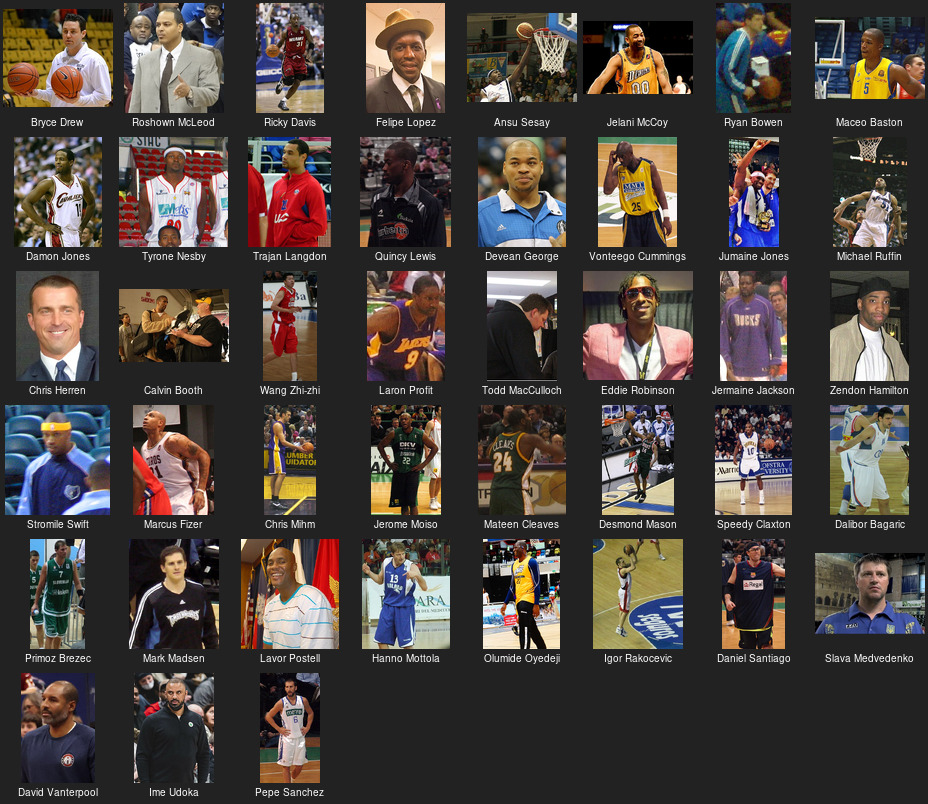 Bryce Drew
Roshown McLeod
Ricky Davis
Felipe Lopez
Ansu Sesay
Jelani McCoy
Ryan Bowen
Maceo Baston
Damon Jones
Tyrone Nesby
Trajan Langdon
Quincy Lewis
Devean George
Vonteego Cummings
Jumaine Jones
Michael Ruffin
Chris Herren
Calvin Booth
Wang Zhi-zhi
Laron Profit
Todd MacCulloch
Eddie Robinson
Jermaine Jackson
Zendon Hamilton
Stromile Swift
Marcus Fizer
Chris Mihm
Jerome Moiso
Mateen Cleaves
Desmond Mason
Speedy Claxton
Dalibor Bagaric
Primoz Brezec
Mark Madsen
Lavor Postell
Hanno Mottola
Olumide Oyedeji
Igor Rakocevic
Daniel Santiago
Slava Medvedenko
David Vanterpool
Ime Udoka
Pepe Sanchez